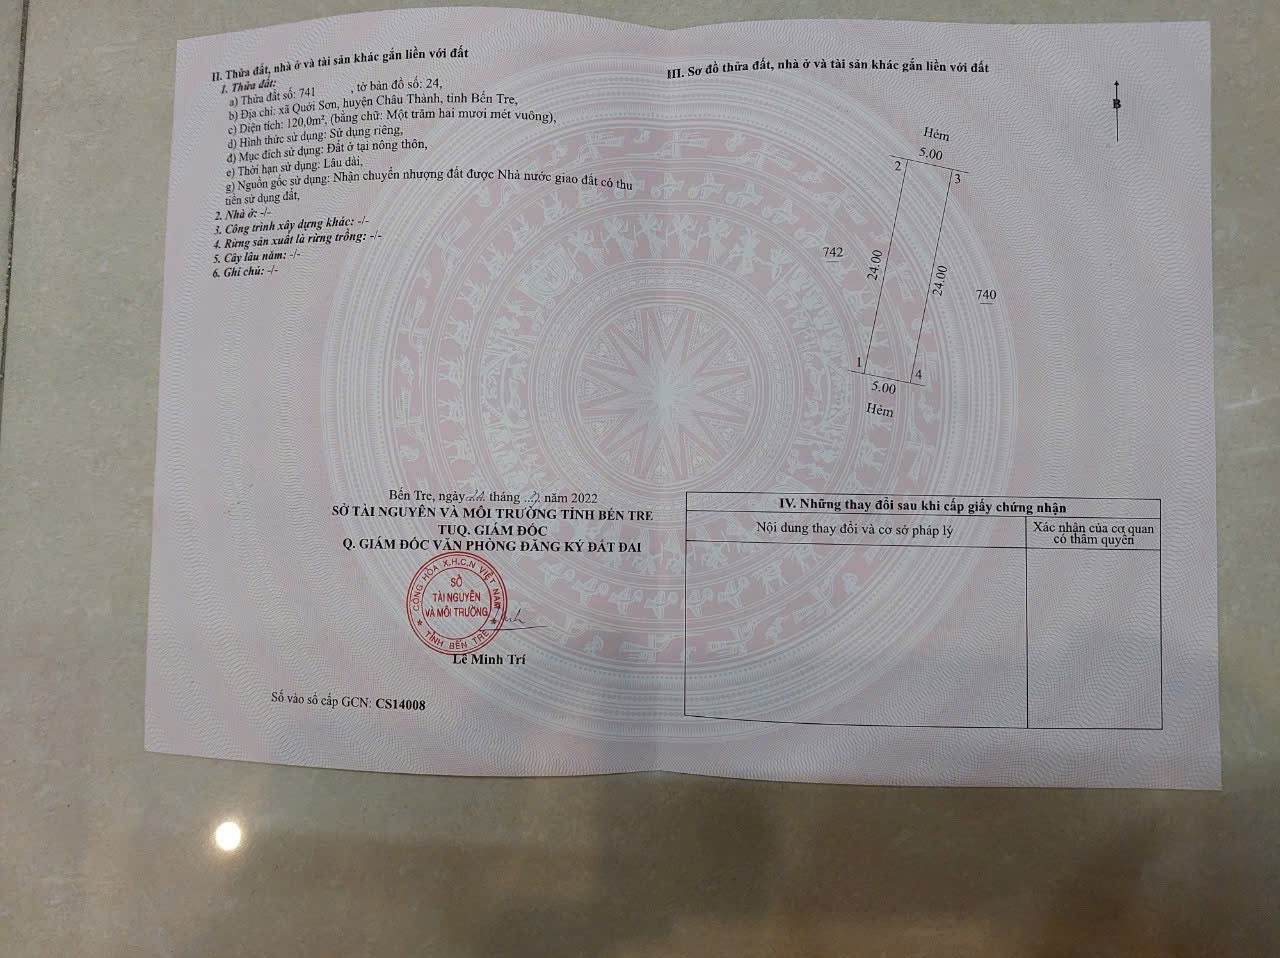 II. Thửa đất, nhà ở và tài sản khác gắn liền với đất
1. Thửa đất:
a) Thửa đất số: 741 , tờ bản đồ số: 24,
b) Địa chỉ: xã Quới Sơn, huyện Châu Thành, tỉnh Bến Tre,
c) Diện tích: 120,0m², (bằng chữ: Một trăm hai mươi mét vuông),
d) Hình thức sử dụng: Sử dụng riêng,
đ) Mục đích sử dụng: Đất ở tại nông thôn,
e) Thời hạn sử dụng: Lâu dài,
g) Nguồn gốc sử dụng: Nhận chuyển nhượng đất được Nhà nước giao đất có thu
tiền sử dụng đất,
2. Nhà ở: -/-
3. Công trình xây dựng khác: -/-
4. Rừng sản xuất là rừng trồng: -/-
5. Cây lâu năm: -/-
6. Ghi chú: -/-
Bến Tre, ngày tháng năm 2022
SỞ TÀI NGUYÊN VÀ MÔI TRƯỜNG TỈNH BẾN TRE
TUQ. GIÁM ĐỐC
Q. GIÁM ĐỐC VĂN PHÒNG ĐĂNG KÝ ĐẤT ĐAI
CỘNG HÒA X.H.C.N VIỆT NAM
SỞ
TÀI NGUYÊN
VÀ MÔI TRƯỜNG
TỈNH BẾN TRE
Lê Minh Trí
Số vào sổ cấp GCN: CS14008
III. Sơ đồ thửa đất, nhà ở và tài sản khác gắn liền với đất
B
Hẻm
5.00
2
3
742
24.00
24.00
740
1
4
5.00
Hẻm
IV. Những thay đổi sau khi cấp giấy chứng nhận
Nội dung thay đổi và cơ sở pháp lý
Xác nhận của cơ quan
có thẩm quyền